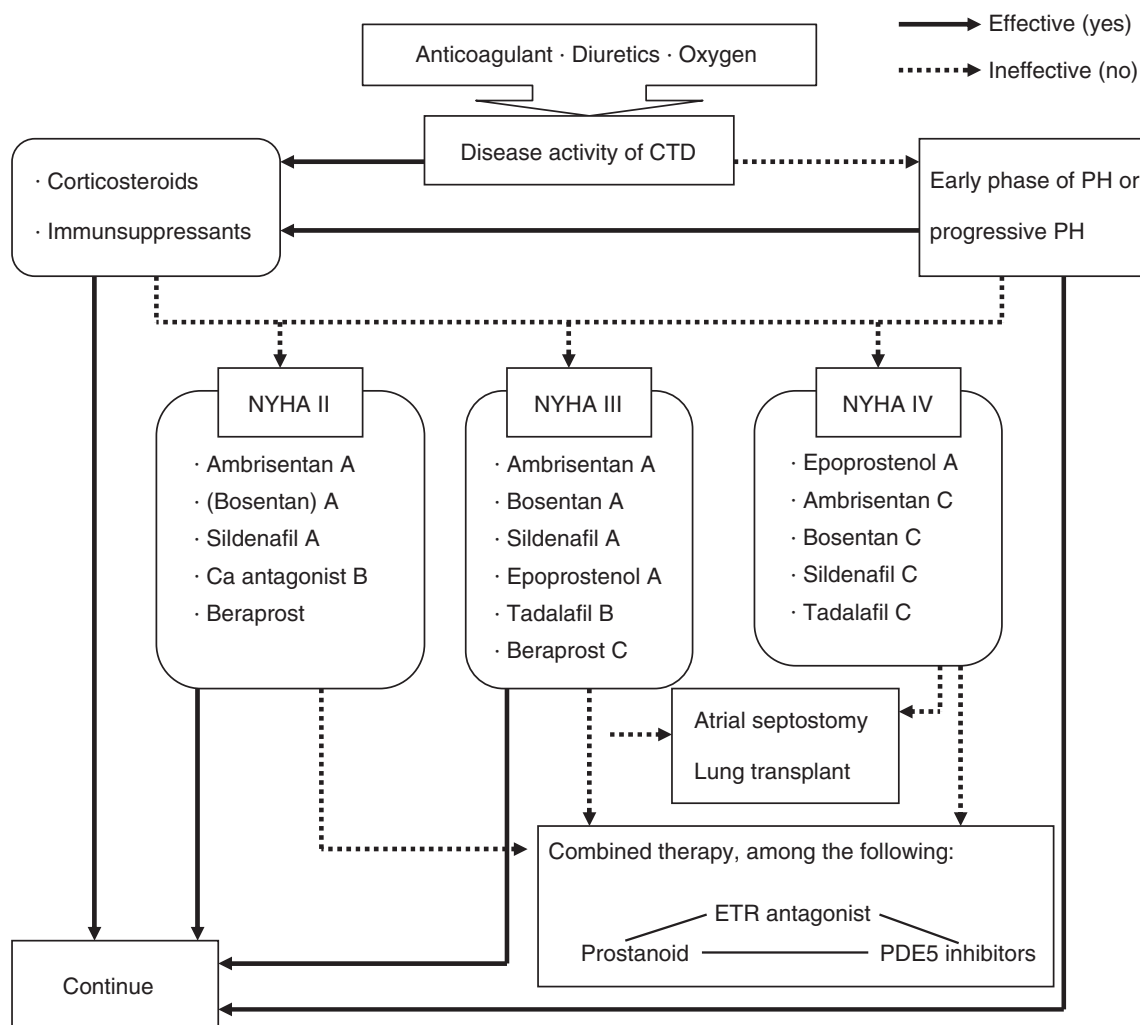 Effective (yes)
Ineffective (no)
Anticoagulant · Diuretics · Oxygen
Disease activity of CTD
· Corticosteroids
· Immunsuppressants
Early phase of PH or
progressive PH
NYHA II
· Ambrisentan A
· (Bosentan) A
· Sildenafil A
· Ca antagonist B
· Beraprost
NYHA III
· Ambrisentan A
· Bosentan A
· Sildenafil A
· Epoprostenol A
· Tadalafil B
· Beraprost C
NYHA IV
· Epoprostenol A
· Ambrisentan C
· Bosentan C
· Sildenafil C
· Tadalafil C
Atrial septostomy
Lung transplant
Combined therapy, among the following:
ETR antagonist
Prostanoid
PDE5 inhibitors
Continue